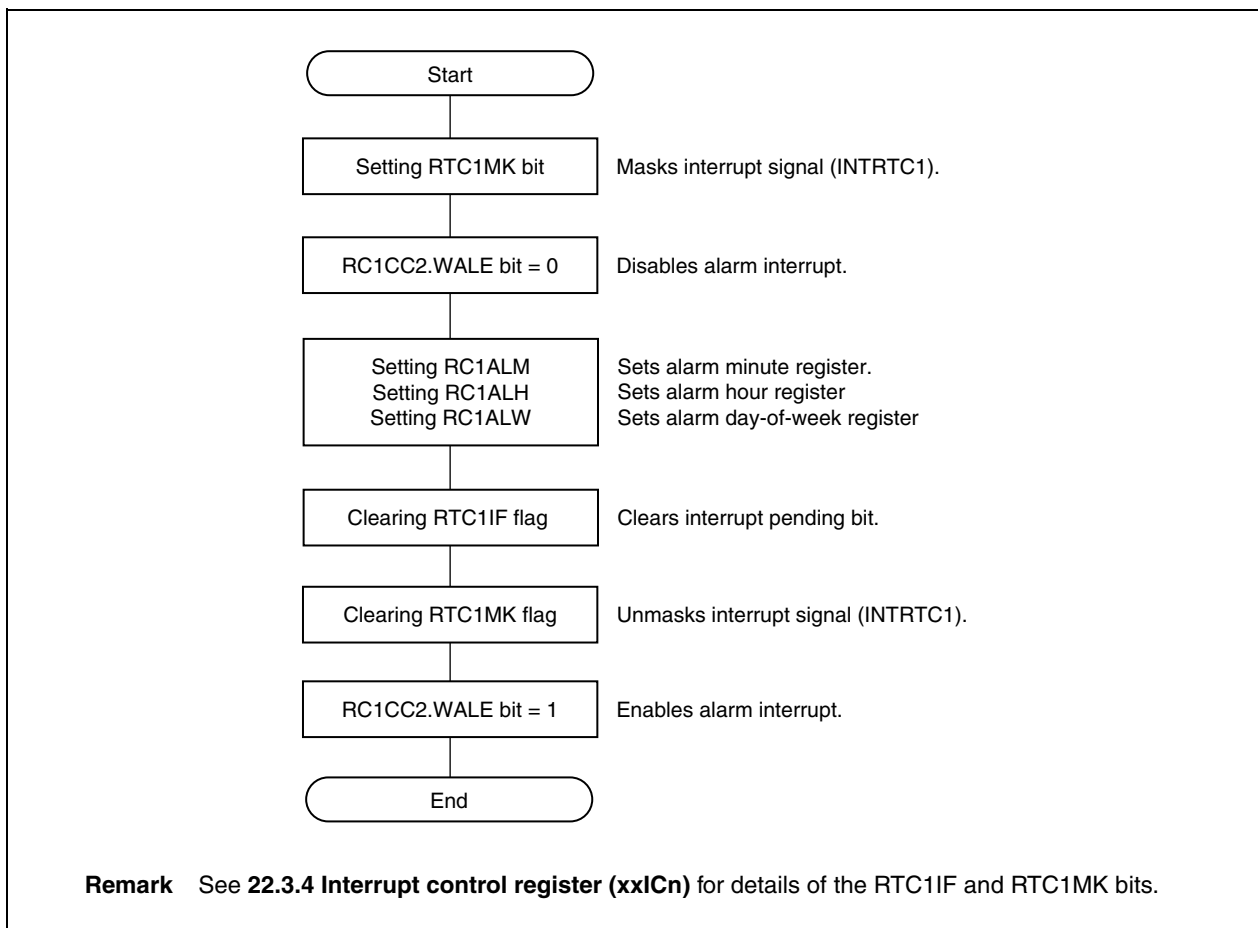 Start
Setting RTC1MK bit
Masks interrupt signal (INTRTC1).
RC1CC2.WALE bit = 0
Disables alarm interrupt.
Setting RC1ALM
Sets alarm minute register.
Setting RC1ALH
Sets alarm hour register
Setting RC1ALW
Sets alarm day-of-week register
Clearing RTC1IF flag
Clears interrupt pending bit.
Clearing RTC1MK flag
Unmasks interrupt signal (INTRTC1).
RC1CC2.WALE bit = 1
Enables alarm interrupt.
End
Remark See 22.3.4 Interrupt control register (xxICn) for details of the RTC1IF and RTC1MK bits.